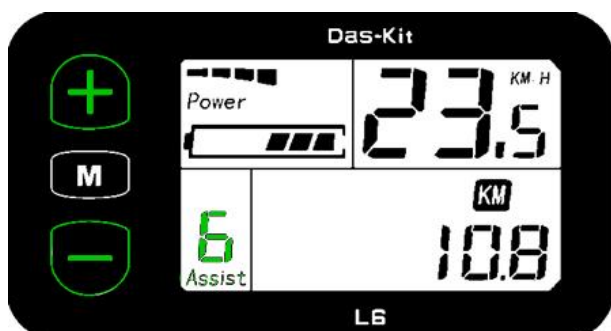 Das-Kit
KM·H
23.5
Power
M
KM
6
10.8
Assist
L6